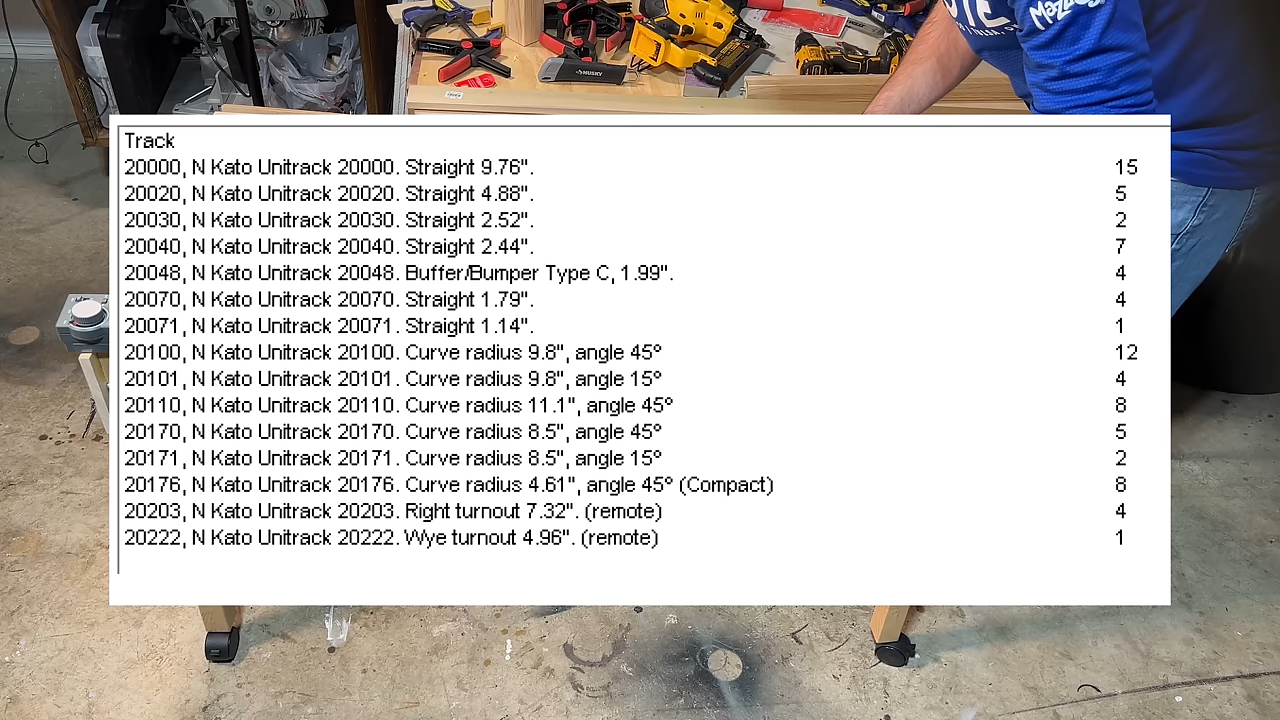 HUSKY
Track
20000, N Kato Unitrack 20000. Straight 9.76". 15
20020, N Kato Unitrack 20020. Straight 4.88". 5
20030, N Kato Unitrack 20030. Straight 2.52". 2
20040, N Kato Unitrack 20040. Straight 2.44". 7
20048, N Kato Unitrack 20048. Buffer/Bumper Type C, 1.99". 4
20070, N Kato Unitrack 20070. Straight 1.79". 4
20071, N Kato Unitrack 20071. Straight 1.14". 1
20100, N Kato Unitrack 20100. Curve radius 9.8", angle 45º 12
20101, N Kato Unitrack 20101. Curve radius 9.8", angle 15º 4
20110, N Kato Unitrack 20110. Curve radius 11.1", angle 45º 8
20170, N Kato Unitrack 20170. Curve radius 8.5", angle 45º 5
20171, N Kato Unitrack 20171. Curve radius 8.5", angle 15º 2
20176, N Kato Unitrack 20176. Curve radius 4.61", angle 45º (Compact) 8
20203, N Kato Unitrack 20203. Right turnout 7.32". (remote) 4
20222, N Kato Unitrack 20222. Wye turnout 4.96". (remote) 1